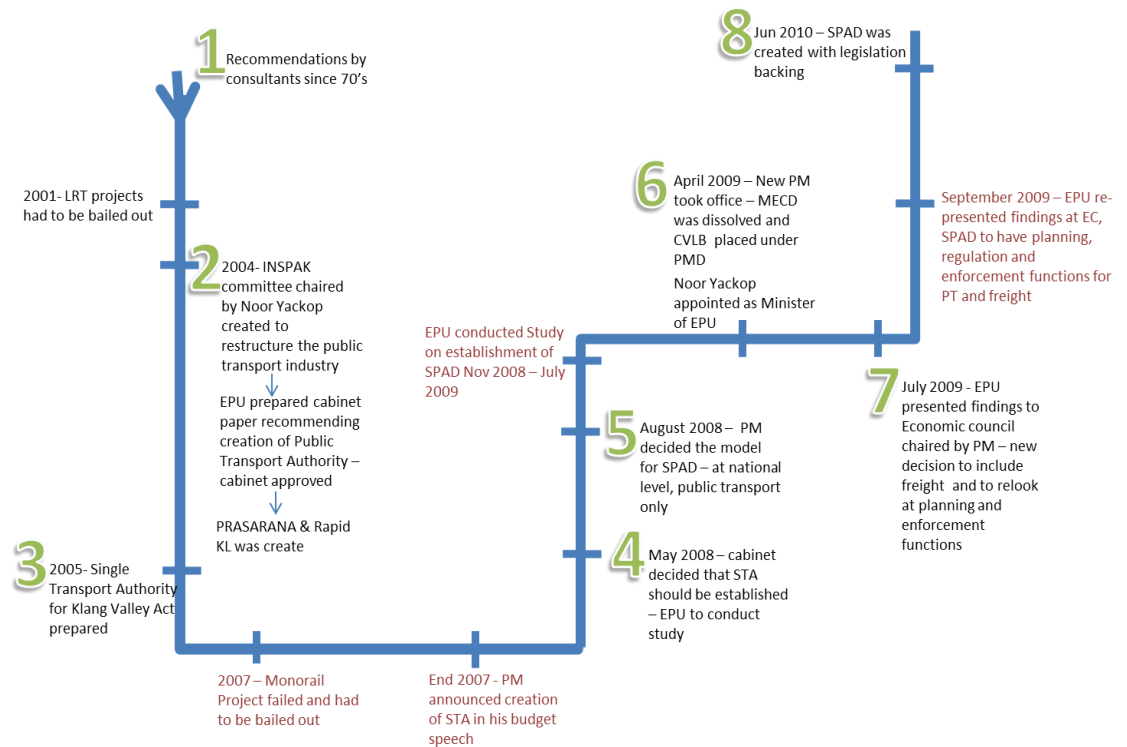 1
Recommendations by
consultants since 70's
2001- LRT projects
had to be bailed out
2
2004- INSPAK
committee chaired
by Noor Yackop
created to
restructure the public
transport industry
EPU prepared cabinet
paper recommending
creation of Public
Transport Authority –
cabinet approved
PRASARANA & Rapid
KL was create
3
2005- Single
Transport Authority
for Klang Valley Act
prepared
2007 – Monorail
Project failed and had
to be bailed out
End 2007 - PM
announced creation
of STA in his budget
speech
4
May 2008 – cabinet
decided that STA
should be established
– EPU to conduct
study
5
August 2008 – PM
decided the model
for SPAD – at national
level, public transport
only
EPU conducted Study
on establishment of
SPAD Nov 2008 – July
2009
6
April 2009 – New PM
took office – MECD
was dissolved and
CVLB placed under
PMD
Noor Yackop
appointed as Minister
of EPU
7
July 2009 - EPU
presented findings to
Economic council
chaired by PM – new
decision to include
freight and to relook
at planning and
enforcement
functions
September 2009 – EPU re-
presented findings at EC,
SPAD to have planning,
regulation and
enforcement functions for
PT and freight
8
Jun 2010 – SPAD was
created with legislation
backing